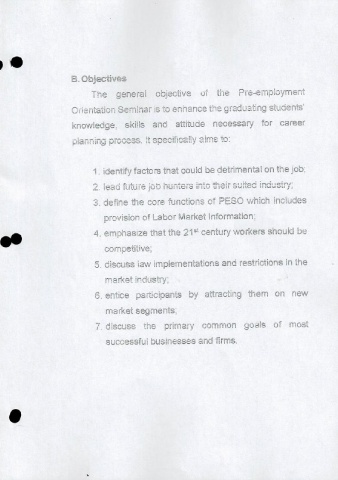 B. Objectives
The general objective of the Pre-employment
Orientation Seminar is to enhance the graduating students'
knowledge, skills and attitude necessary for career
planning process. It specifically aims to:
1. identify factors that could be detrimental on the job;
2. lead future job hunters into their suited industry;
3. define the core functions of PESO which includes
provision of Labor Market Information;
4. emphasize that the 21st century workers should be
competitive;
5. discuss law implementations and restrictions in the
market industry;
6. entice participants by attracting them on new
market segments;
7. discuss the primary common goals of most
successful businesses and firms.